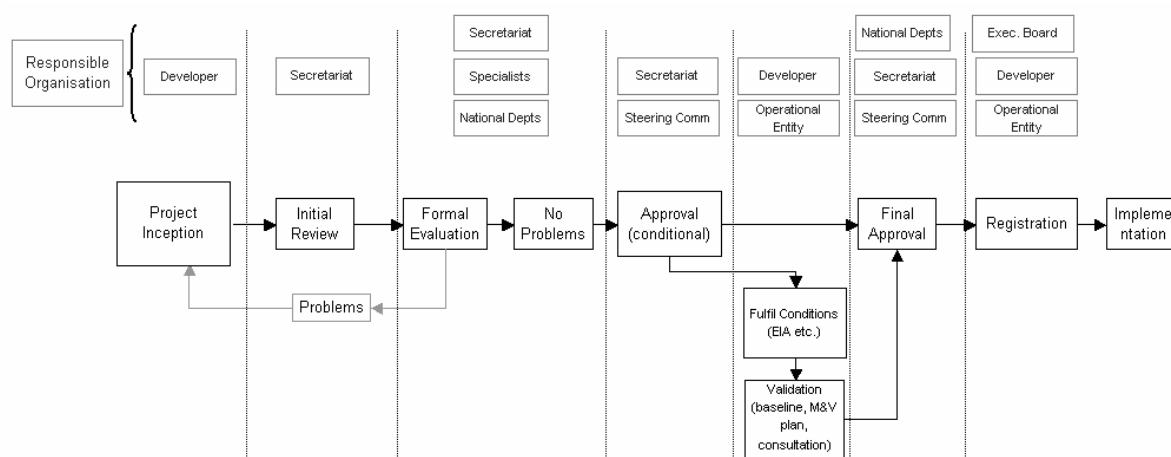 Responsible
Organisation
Developer
Secretariat
Secretariat
Specialists
National Depts
Secretariat
Steering Comm
Developer
Operational
Entity
National Depts
Secretariat
Steering Comm
Exec. Board
Developer
Operational
Entity
Project
Inception
Initial
Review
Formal
Evaluation
No
Problems
Approval
(conditional)
Final
Approval
Registration
Impleme
ntation
Problems
Fulfil Conditions
(EIA etc.)
Validation
(baseline, M&V
plan,
consultation)